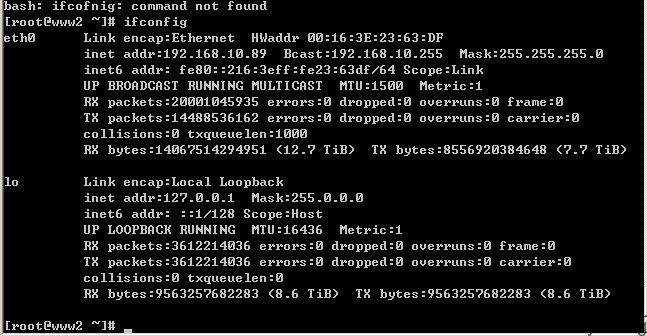 bash: ifcofnig: command not found
[root@www2 ~]# ifconfig
eth0      Link encap:Ethernet  HWaddr 00:16:3E:23:63:DF
          inet addr:192.168.10.89  Bcast:192.168.10.255  Mask:255.255.255.0
          inet6 addr: fe80::216:3eff:fe23:63df/64 Scope:Link
          UP BROADCAST RUNNING MULTICAST  MTU:1500  Metric:1
          RX packets:20001045935 errors:0 dropped:0 overruns:0 frame:0
          TX packets:14488536162 errors:0 dropped:0 overruns:0 carrier:0
          collisions:0 txqueuelen:1000
          RX bytes:14067514294951 (12.7 TiB)  TX bytes:8556920384648 (7.7 TiB)
lo        Link encap:Local Loopback
          inet addr:127.0.0.1  Mask:255.0.0.0
          inet6 addr: ::1/128 Scope:Host
          UP LOOPBACK RUNNING  MTU:16436  Metric:1
          RX packets:3612214036 errors:0 dropped:0 overruns:0 frame:0
          TX packets:3612214036 errors:0 dropped:0 overruns:0 carrier:0
          collisions:0 txqueuelen:0
          RX bytes:9563257682283 (8.6 TiB)  TX bytes:9563257682283 (8.6 TiB)
[root@www2 ~]#